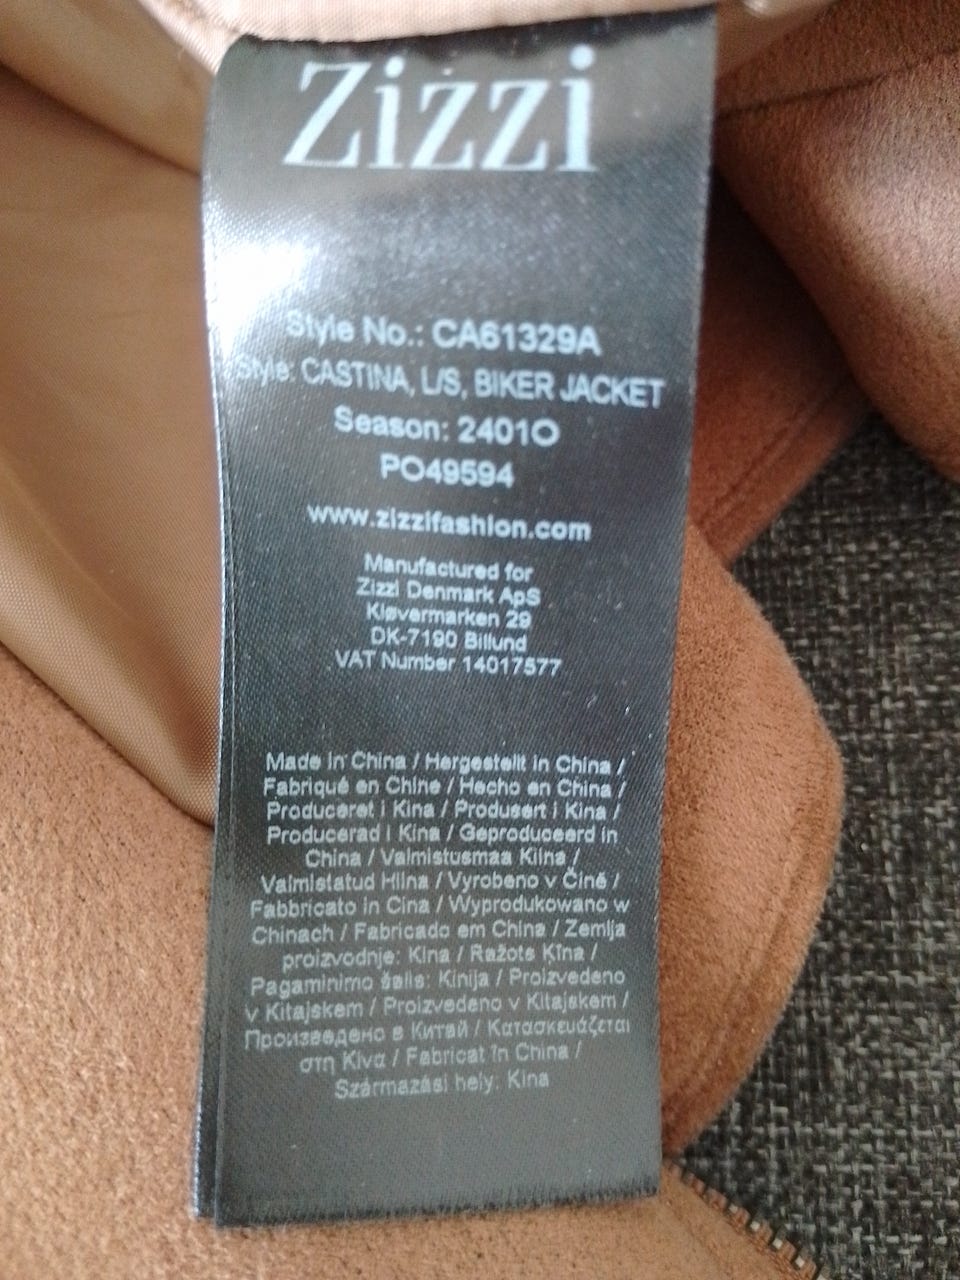 Zizzi
Style No.: CA61329A
Style: CASTINA, L/S, BIKER JACKET
Season: 2401O
PO49594
www.zizzifashion.com
Manufactured for
Zizzi Denmark ApS
Kløvermarken 29
DK-7190 Billund
VAT Number 14017577
Made in China / Hergestellt in China /
Fabriqué en Chine / Hecho en China /
Produceret i Kina / Produsert i Kina /
Producerad i Kina / Geproduceerd in
China / Valmistusmaa Kiina /
Valmistatud Hiina / Vyrobeno v Číně /
Fabbricato in Cina / Wyprodukowano w
Chinach / Fabricado em China / Zemlja
proizvodnje: Kina / Ražots Ķīna /
Pagaminimo šalis: Kinija / Proizvedeno
v Kitajskem / Proizvedeno v Kitajskem /
Произведено в Китай / Κατασκευάζεται
στη Κίνα / Fabricat în China /
Származási hely: Kína